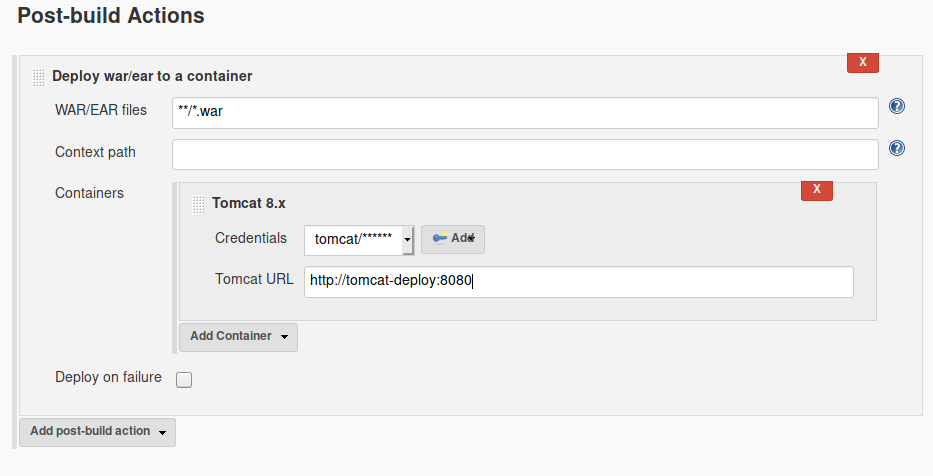 Post-build Actions
X
Deploy war/ear to a container
WAR/EAR files **/*.war ?
Context path ?
Containers
X
Tomcat 8.x
Credentials tomcat/****** Add
Tomcat URL http://tomcat-deploy:8080
Add Container
Deploy on failure
Add post-build action